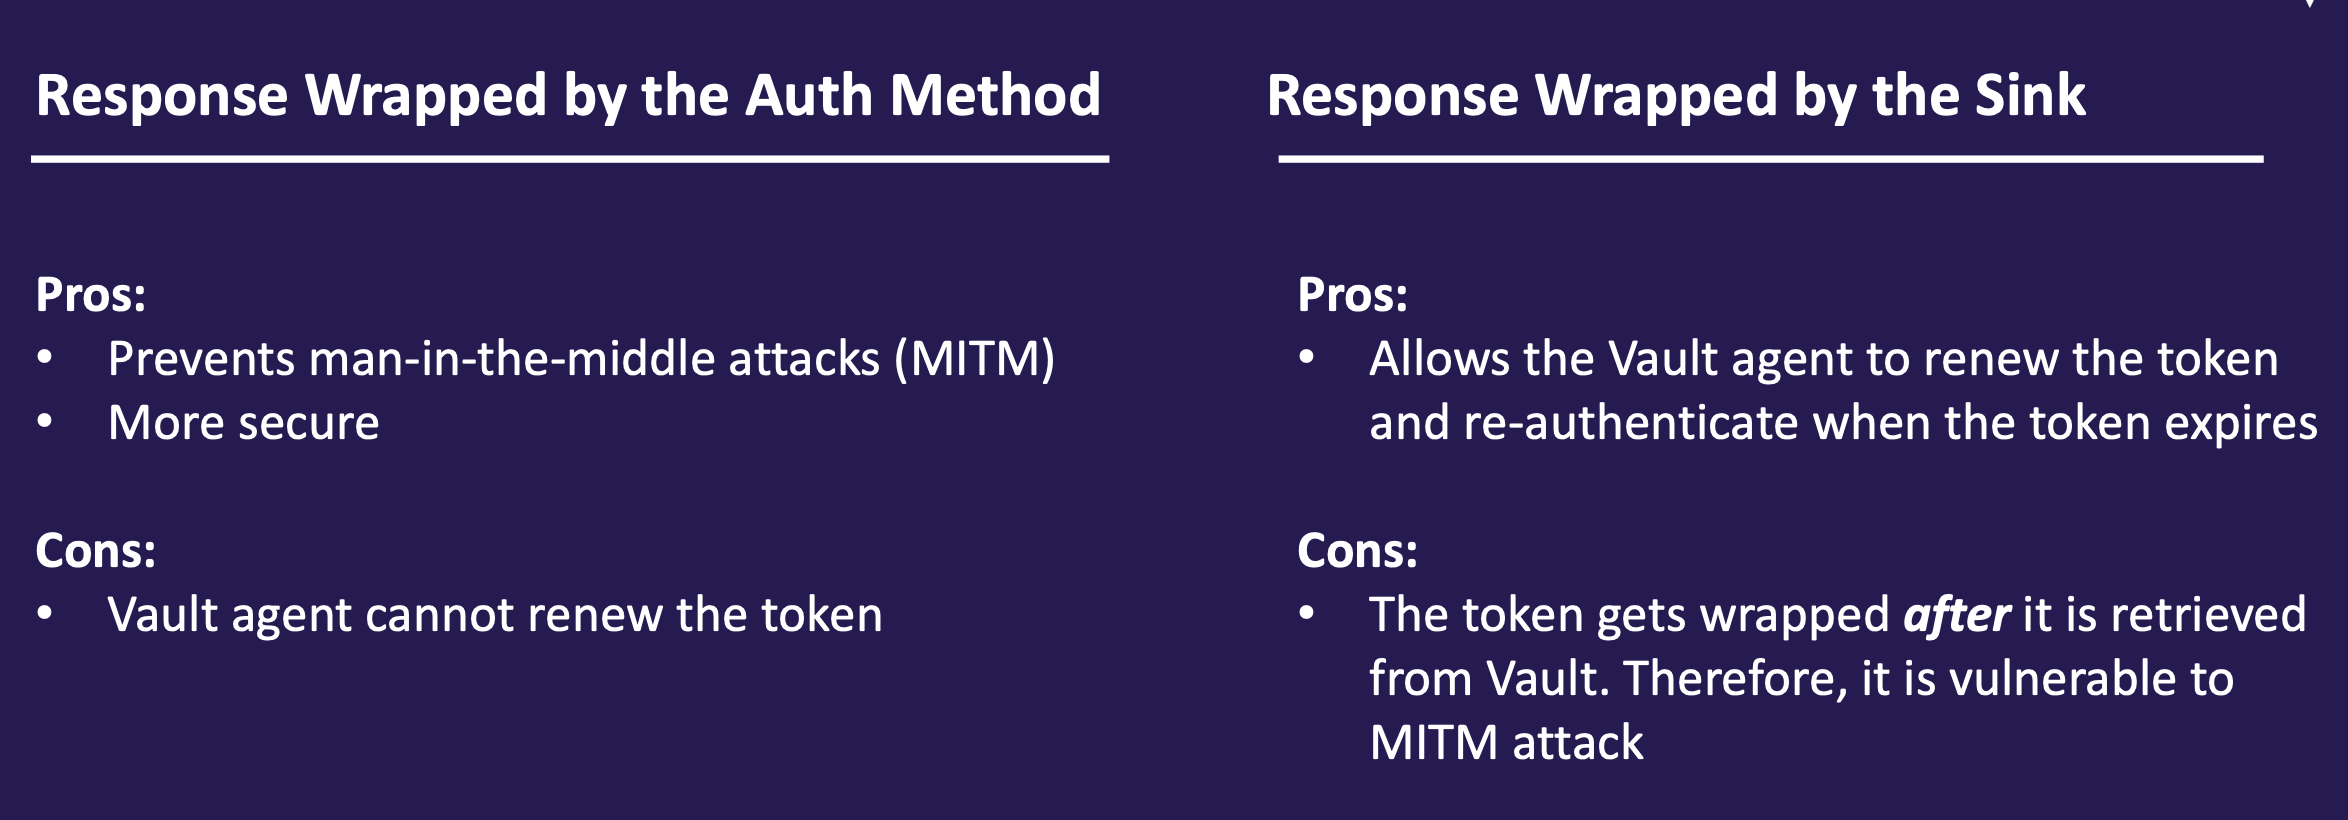 Response Wrapped by the Auth Method
Pros:
• Prevents man-in-the-middle attacks (MITM)
• More secure
Cons:
• Vault agent cannot renew the token
Response Wrapped by the Sink
Pros:
• Allows the Vault agent to renew the token
and re-authenticate when the token expires
Cons:
• The token gets wrapped after it is retrieved
from Vault. Therefore, it is vulnerable to
MITM attack